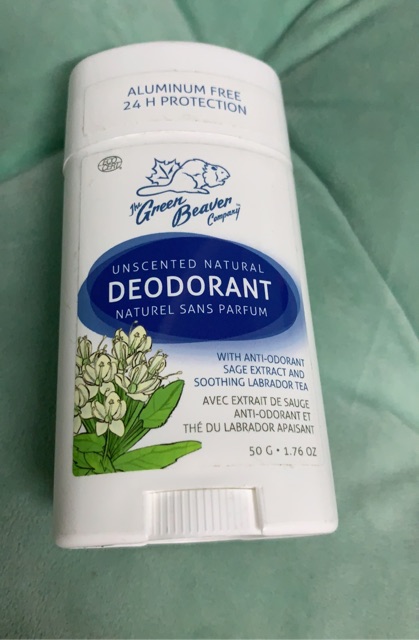 ALUMINUM FREE
24 H PROTECTION
The
Green Beaver
Company™
UNSCENTED NATURAL
DEODORANT
NATUREL SANS PARFUM
WITH ANTI-ODORANT
SAGE EXTRACT AND
SOOTHING LABRADOR TEA
AVEC EXTRAIT DE SAUGE
ANTI-ODORANT ET
THÉ DU LABRADOR APAISANT
50 G • 1.76 OZ